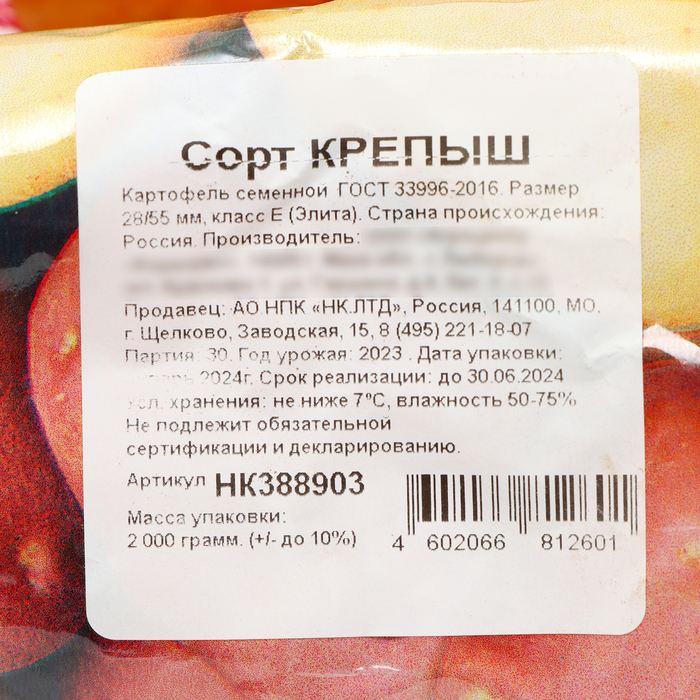 Сорт КРЕПЫШ
Картофель семенной ГОСТ 33996-2016. Размер
28/55 мм, класс Е (Элита). Страна происхождения:
Россия. Производитель:
Продавец: АО.НПК «НК.ЛТД», Россия, 141100, МО,
г. Щелково, Заводская, 15, 8 (495) 221-18-07
Партия: 30. Год урожая: 2023 . Дата упаковки:
2024г. Срок реализации: до 30.06.2024
Усл. хранения: не ниже 7°С, влажность 50-75%
Не подлежит обязательной
сертификации и декларированию.
Артикул НК388903
Масса упаковки:
2 000 грамм. (+/- до 10%)
4 602066 812601